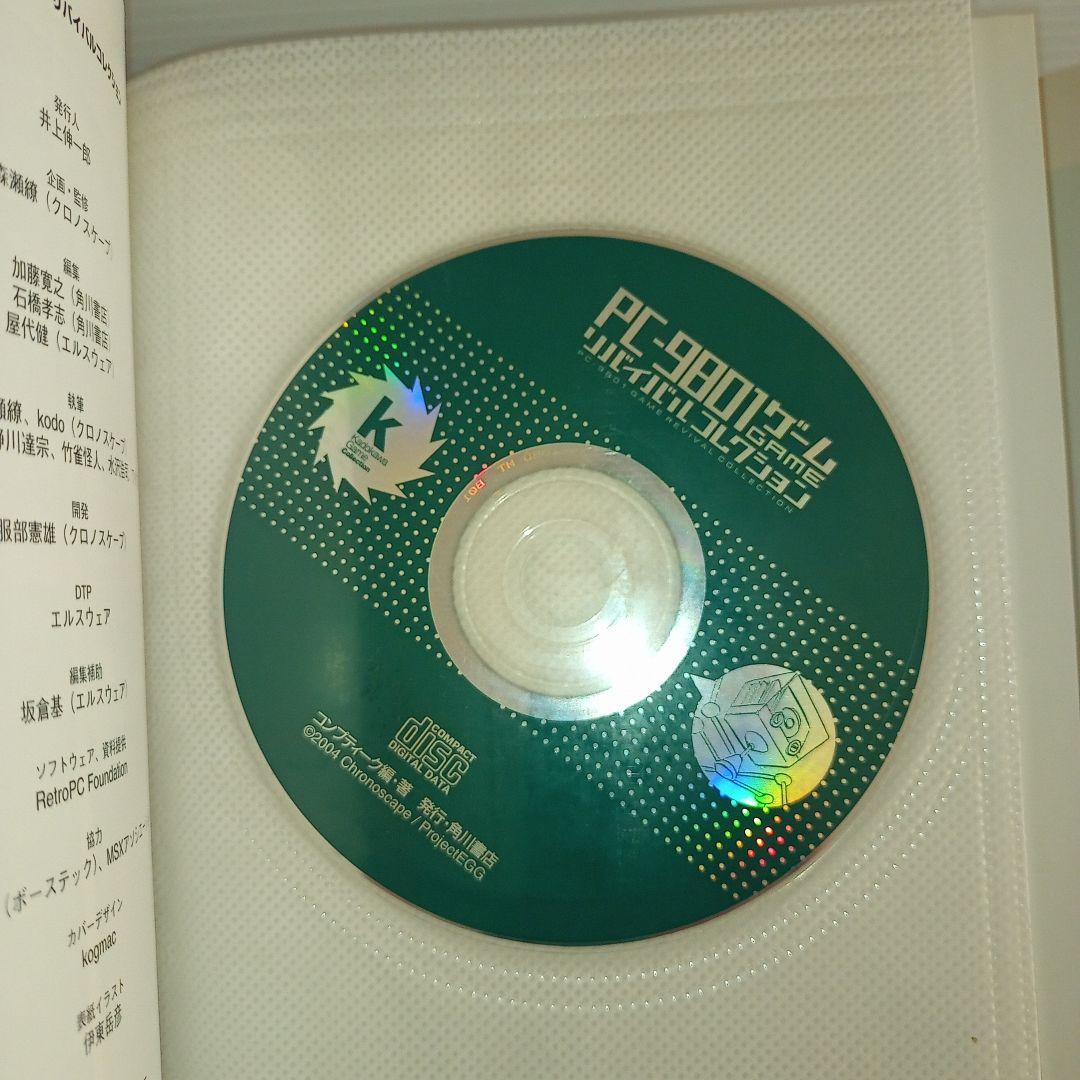 リバイバルコレクション
発行人
井上伸一郎
企画・監修
森瀬繚（クロノスケープ）
編集
加藤寛之（角川書店）
石橋孝志（角川書店）
屋代健（エルスウェア）
執筆
瀬繚、kodo（クロノスケープ）
川達宗、竹雀怪人、水沢
開発
服部憲雄（クロノスケープ）
DTP
エルスウェア
編集補助
坂倉基（エルスウェア）
ソフトウェア、資料提供
RetroPC Foundation
協力
（ボーステック）、MSXアソシエー
カバーデザイン
kogmac
表紙イラスト
伊東岳彦
PC-9801ゲーム
GAME
リバイバルコレクション
PC-9801 GAME REVIVAL COLLECTION
k
Kadokawa
Game
Collection
COMPACT
disc
DIGITAL DATA
コンプティーク編・著 発行・角川書店
©2004 Chronoscape / ProjectEGG